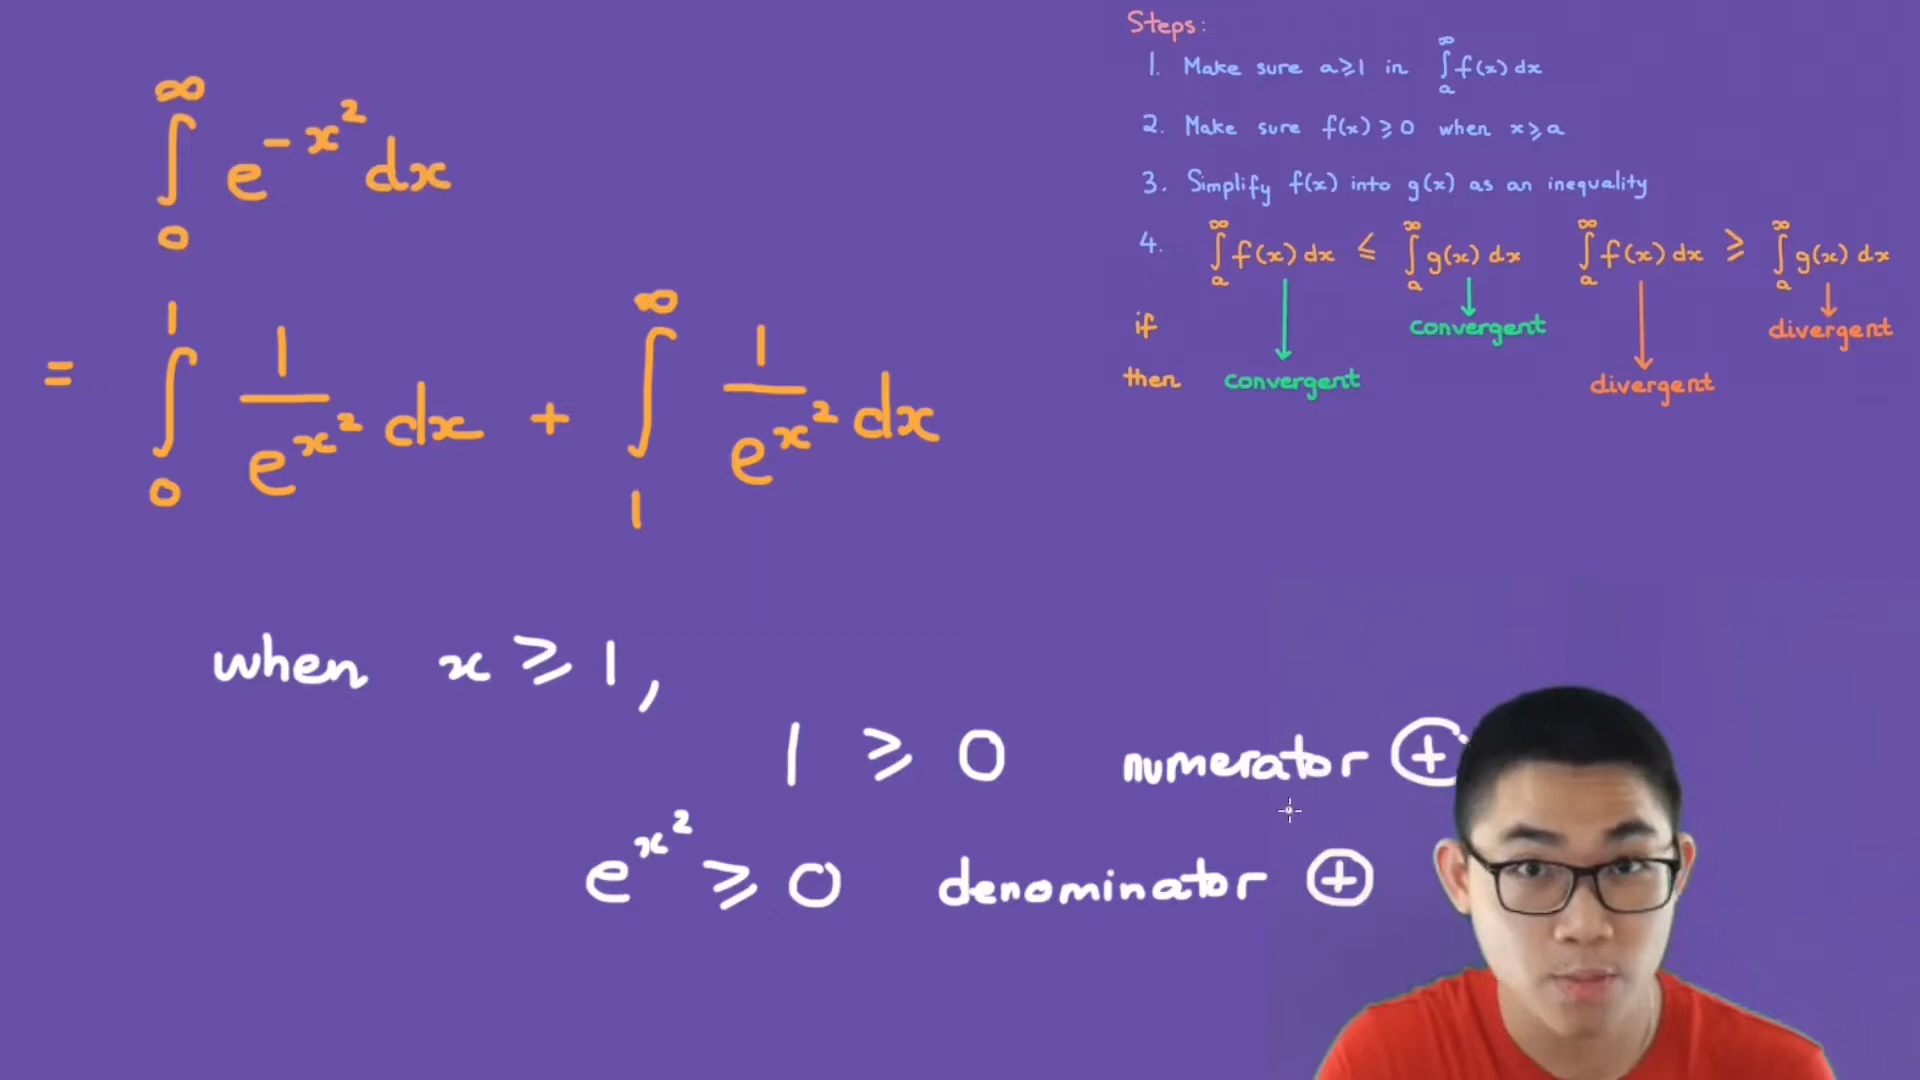 ∫₀^∞ e^(-x²) dx
= ∫₀^1 1/e^(x²) dx + ∫₁^∞ 1/e^(x²) dx
when x ⩾ 1,
1 ⩾ 0 numerator ⊕
e^(x²) ⩾ 0 denominator ⊕
Steps:
1. Make sure a⩾1 in ∫ₐ^∞ f(x) dx
2. Make sure f(x) ⩾ 0 when x⩾a
3. Simplify f(x) into g(x) as an inequality
4. ∫ₐ^∞ f(x) dx ⩽ ∫ₐ^∞ g(x) dx ∫ₐ^∞ f(x) dx ⩾ ∫ₐ^∞ g(x) dx
if convergent divergent
then convergent divergent